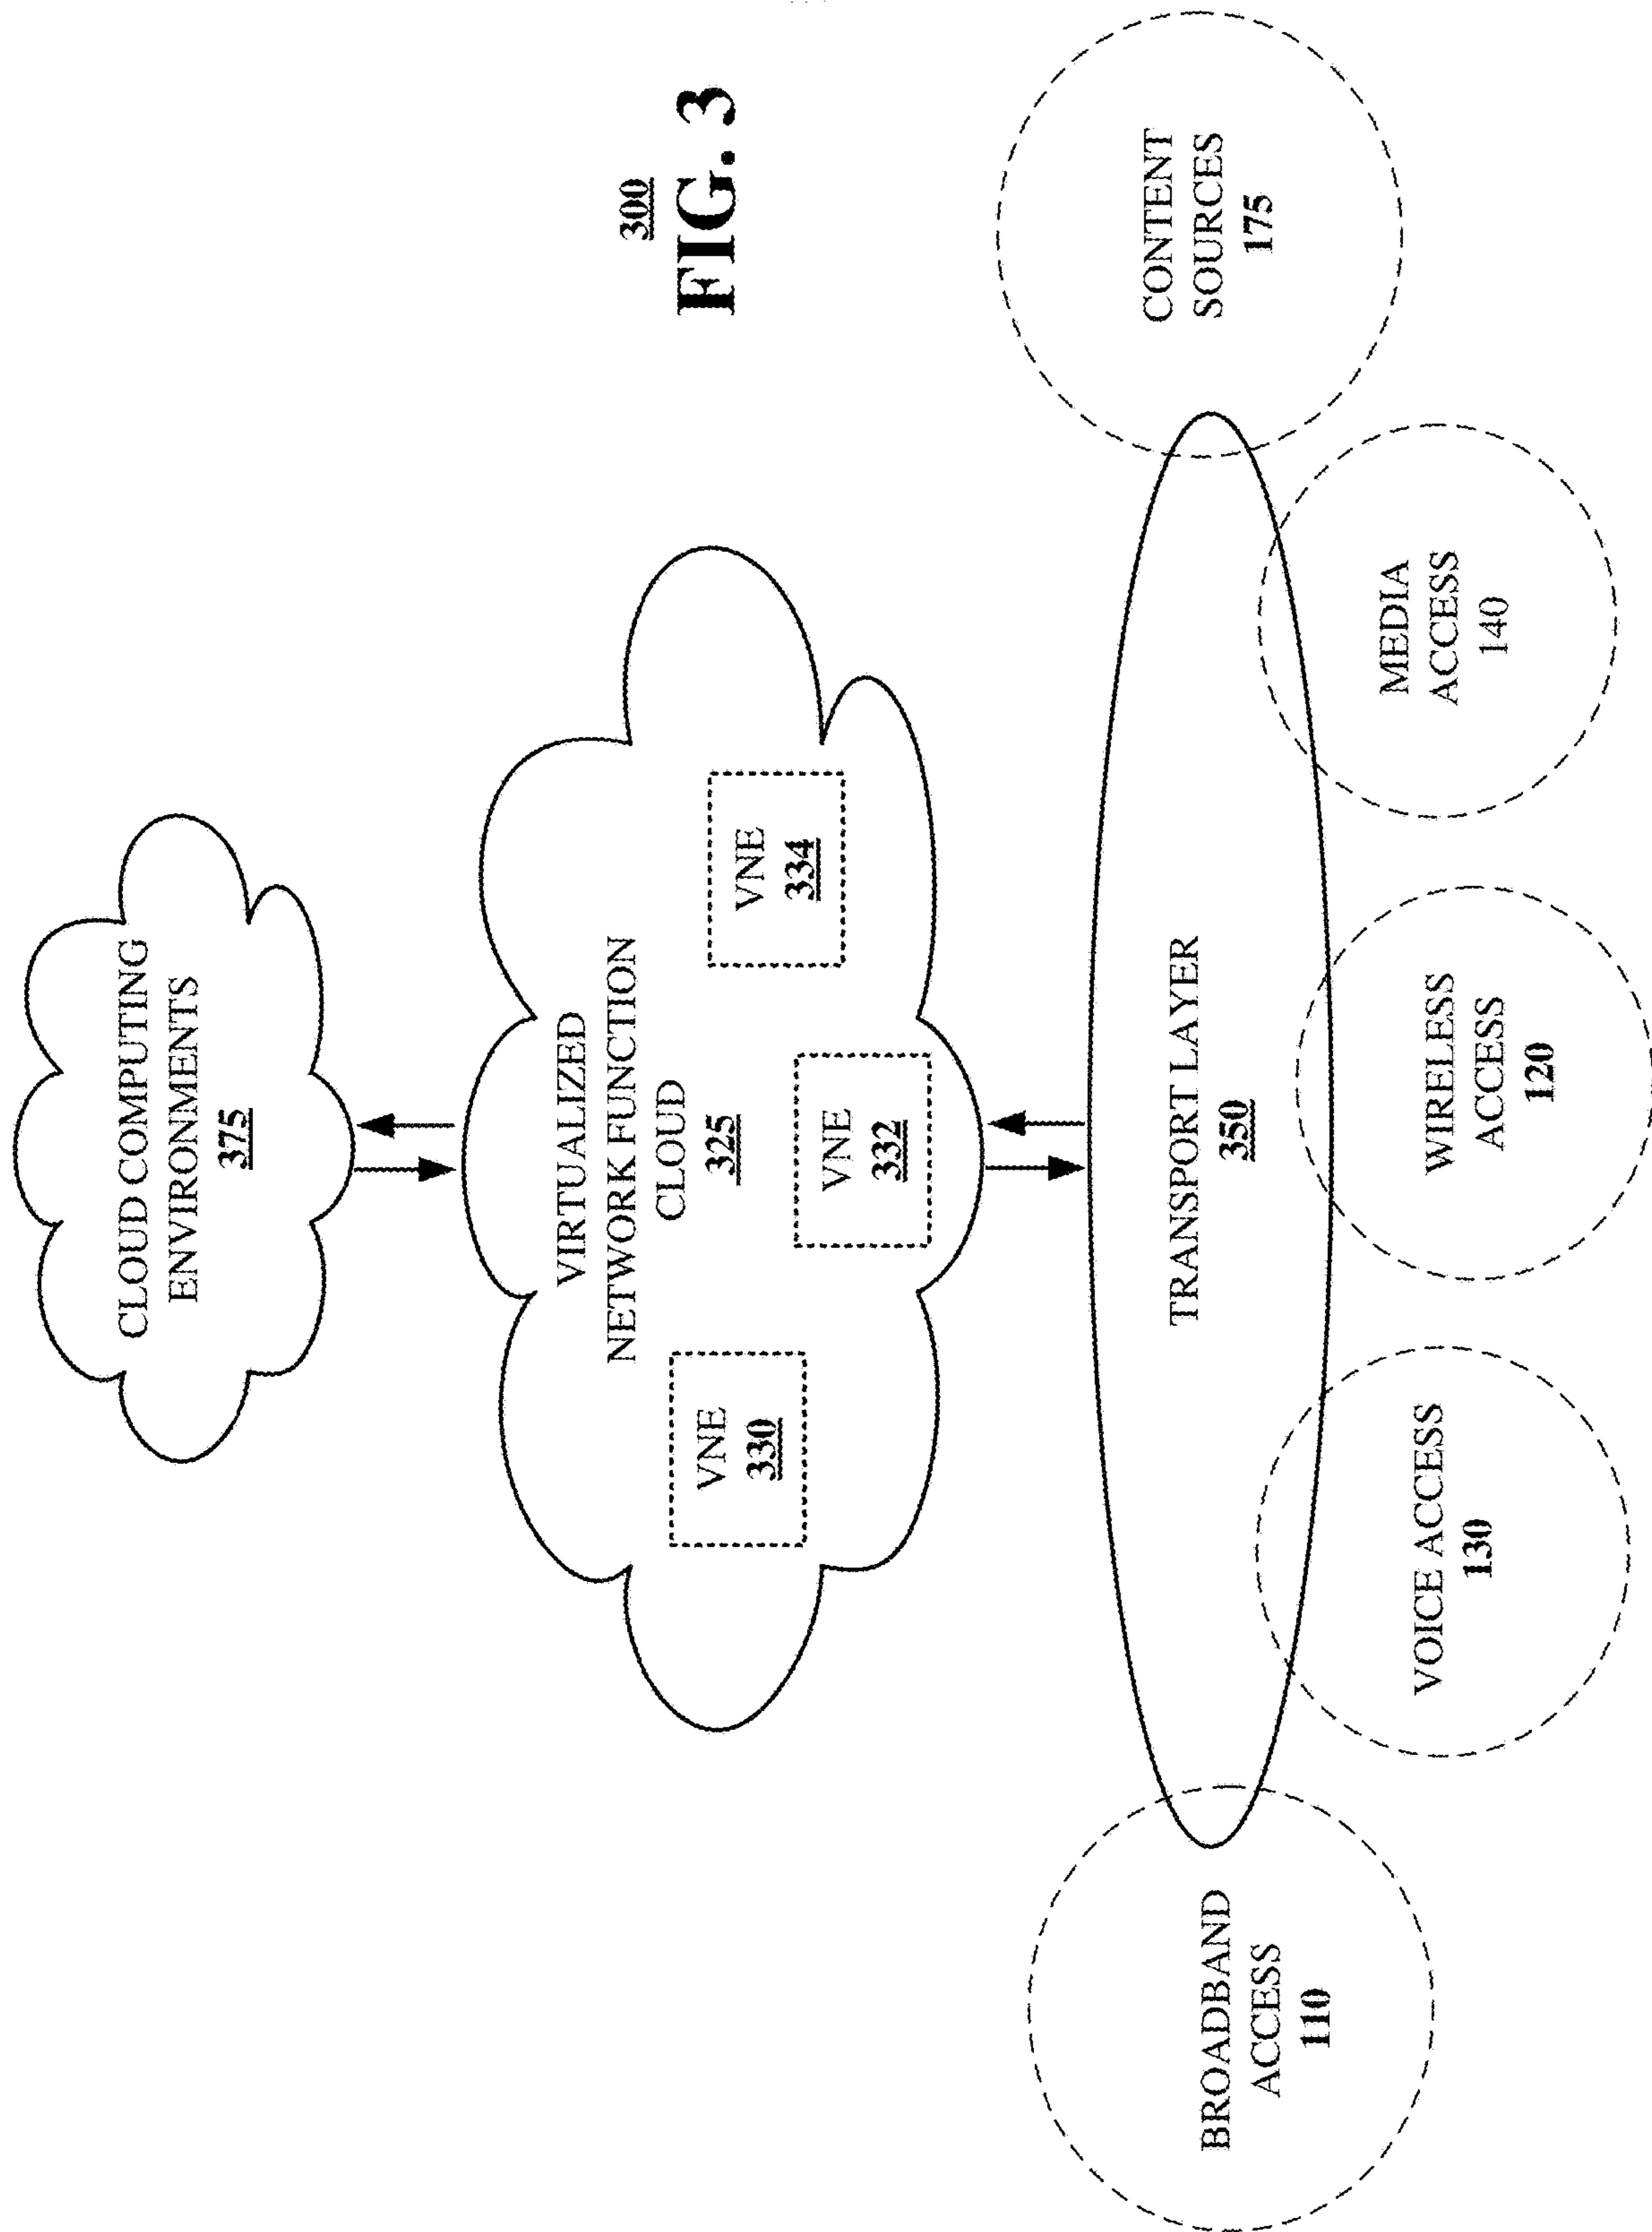 CLOUD COMPUTING
ENVIRONMENTS
375
VIRTUALIZED
NETWORK FUNCTION
CLOUD
325
VNE
330
VNE
332
VNE
334
300
FIG. 3
TRANSPORT LAYER
350
BROADBAND
ACCESS
110
VOICE ACCESS
130
WIRELESS
ACCESS
120
MEDIA
ACCESS
140
CONTENT
SOURCES
175